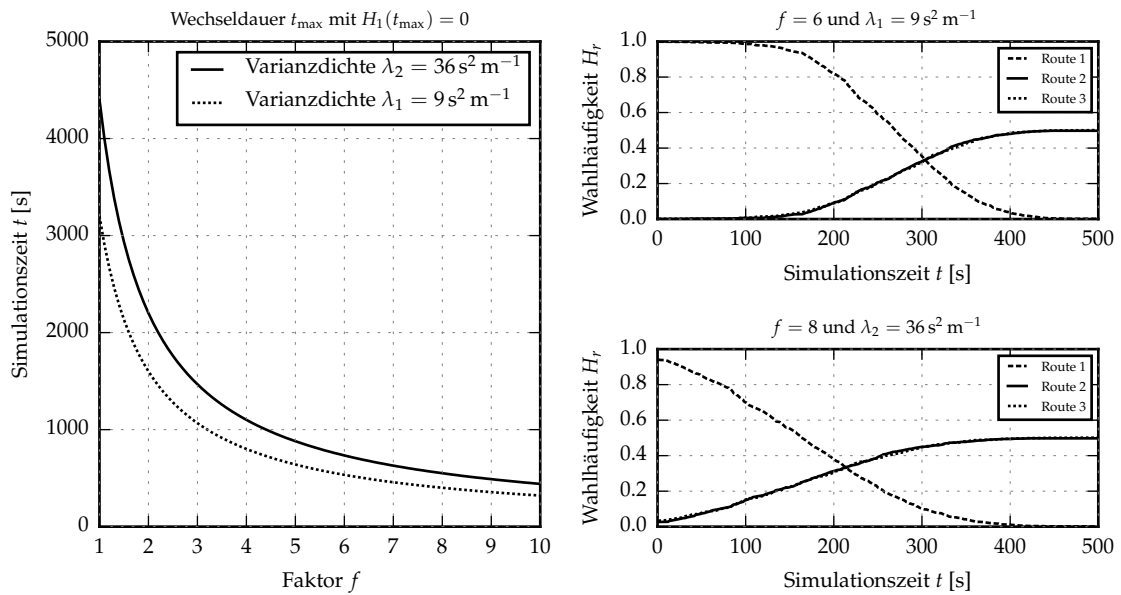 Wechseldauer t_max mit H_1(t_max) = 0
5000
4000
3000
2000
1000
0
Simulationszeit t [s]
Varianzdichte λ_2 = 36 s² m⁻¹
Varianzdichte λ_1 = 9 s² m⁻¹
1 2 3 4 5 6 7 8 9 10
Faktor f
f = 6 und λ_1 = 9 s² m⁻¹
1.0
0.8
0.6
0.4
0.2
0.0
Wahlhäufigkeit H_r
Route 1
Route 2
Route 3
0 100 200 300 400 500
Simulationszeit t [s]
f = 8 und λ_2 = 36 s² m⁻¹
1.0
0.8
0.6
0.4
0.2
0.0
Wahlhäufigkeit H_r
Route 1
Route 2
Route 3
0 100 200 300 400 500
Simulationszeit t [s]